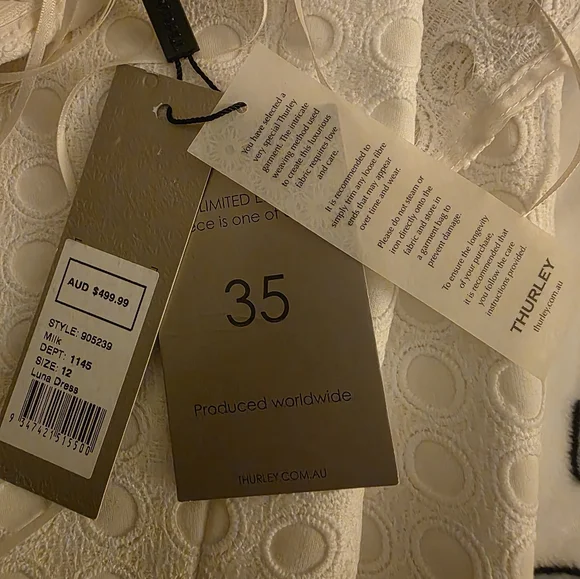 AUD $499.99
STYLE: 905239
Milk
DEPT: 1145
SIZE: 12
Luna Dress
9 347421515500
LIMITED
ece is one of
35
Produced worldwide
THURLEY.COM.AU
You have selected a
very special Thurley
garment. The intricate
weaving method used
to create this luxurious
fabric requires love
and care.
It is recommended to
simply trim any loose fibre
ends that may appear
over time and wear.
Please do not steam or
iron directly onto the
fabric and store in
a garment bag to
prevent damage.
To ensure the longevity
of your purchase,
it is recommended that
you follow the care
instructions provided.
THURLEY
thurley.com.au